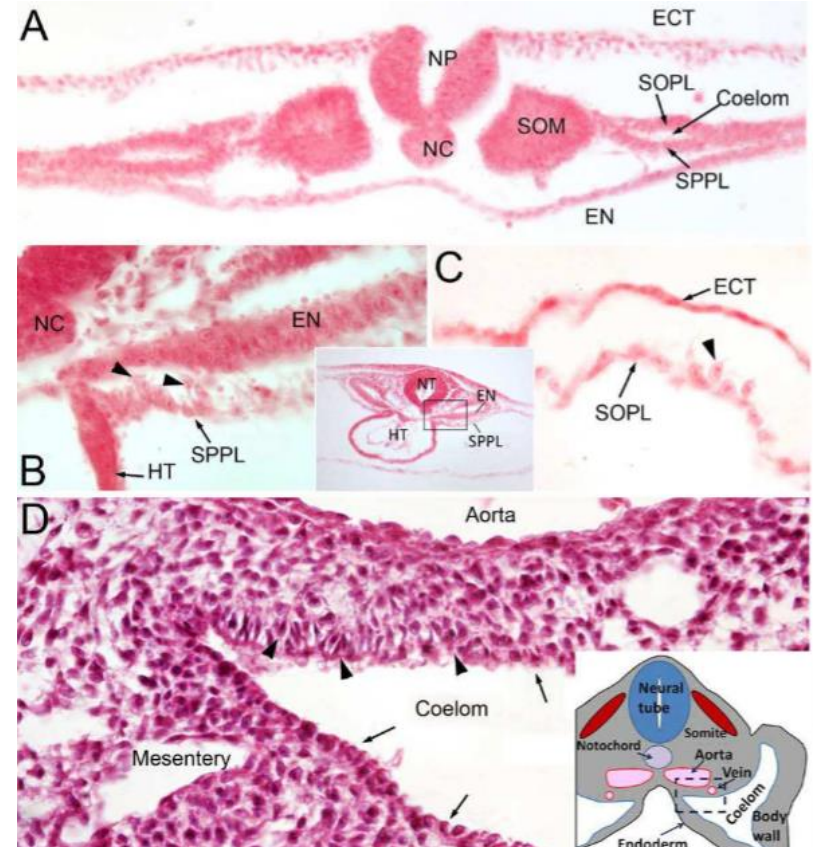 A
ECT
NP
SOPL
Coelom
SOM
NC
SPPL
EN
NC
EN
SPPL
HT
B
NT
EN
HT
SPPL
C
ECT
SOPL
D
Aorta
Coelom
Mesentery
Neural
tube
Somite
Notochord
Aorta
Vein
Coelom
Body
wall
Endoderm